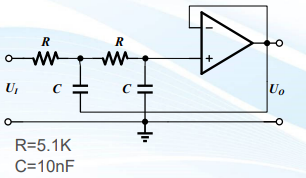 R R
−
+
U_I C C U_O
R=5.1K
C=10nF